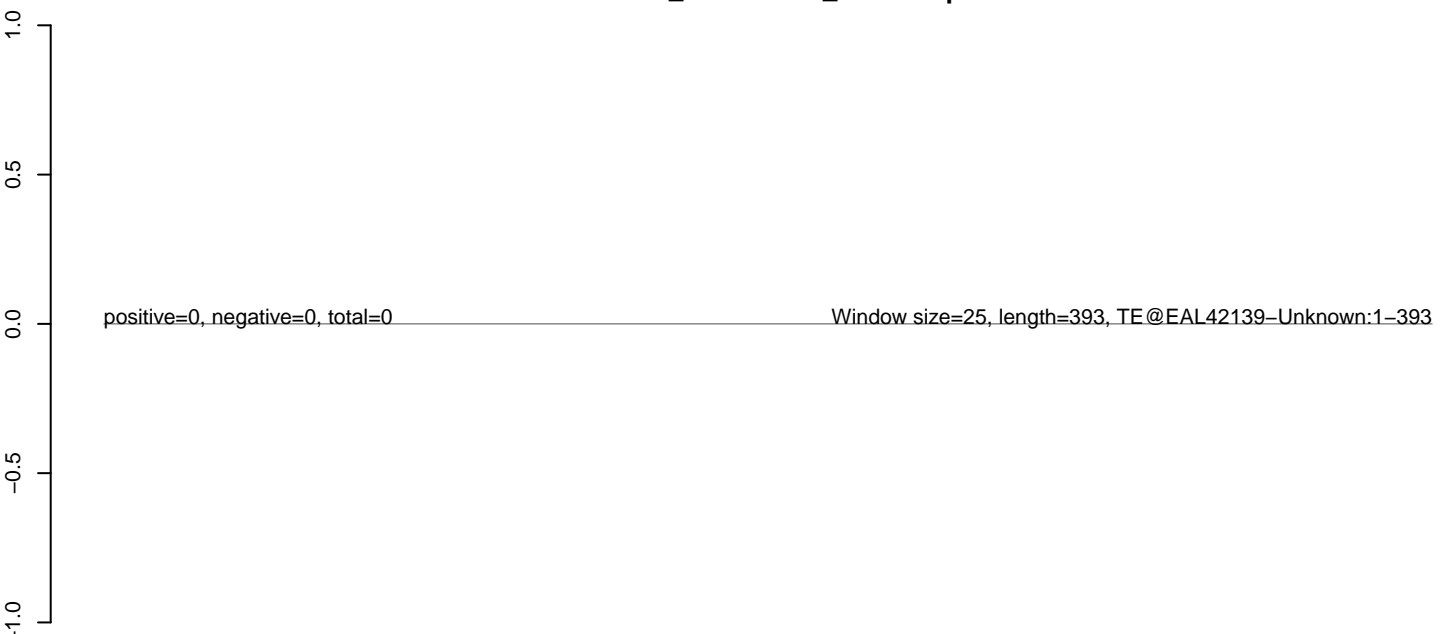 1.0
0.5
0.0
−0.5
−1.0
positive=0, negative=0, total=0
Window size=25, length=393, TE@EAL42139−Unknown:1−393